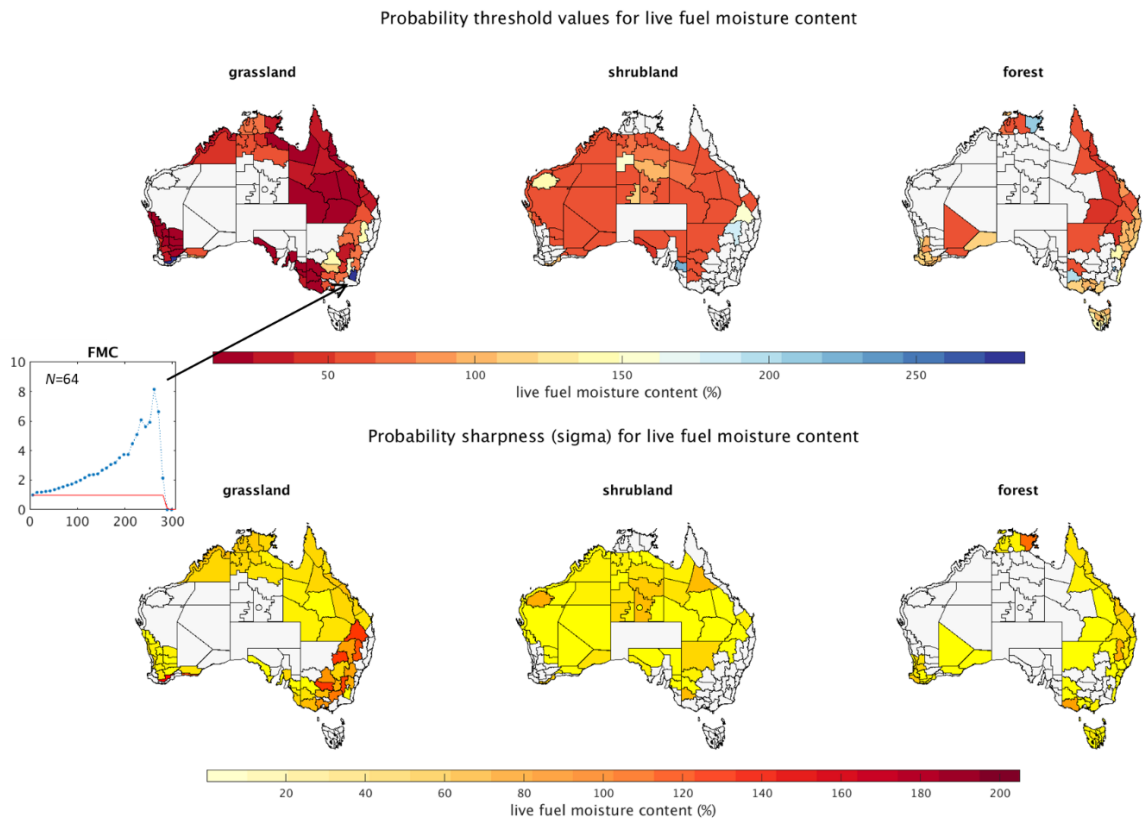 Probability threshold values for live fuel moisture content
grassland
shrubland
forest
50
100
150
200
250
live fuel moisture content (%)
FMC
N=64
10
8
6
4
2
0
0
100
200
300
Probability sharpness (sigma) for live fuel moisture content
grassland
shrubland
forest
20
40
60
80
100
120
140
160
180
200
live fuel moisture content (%)